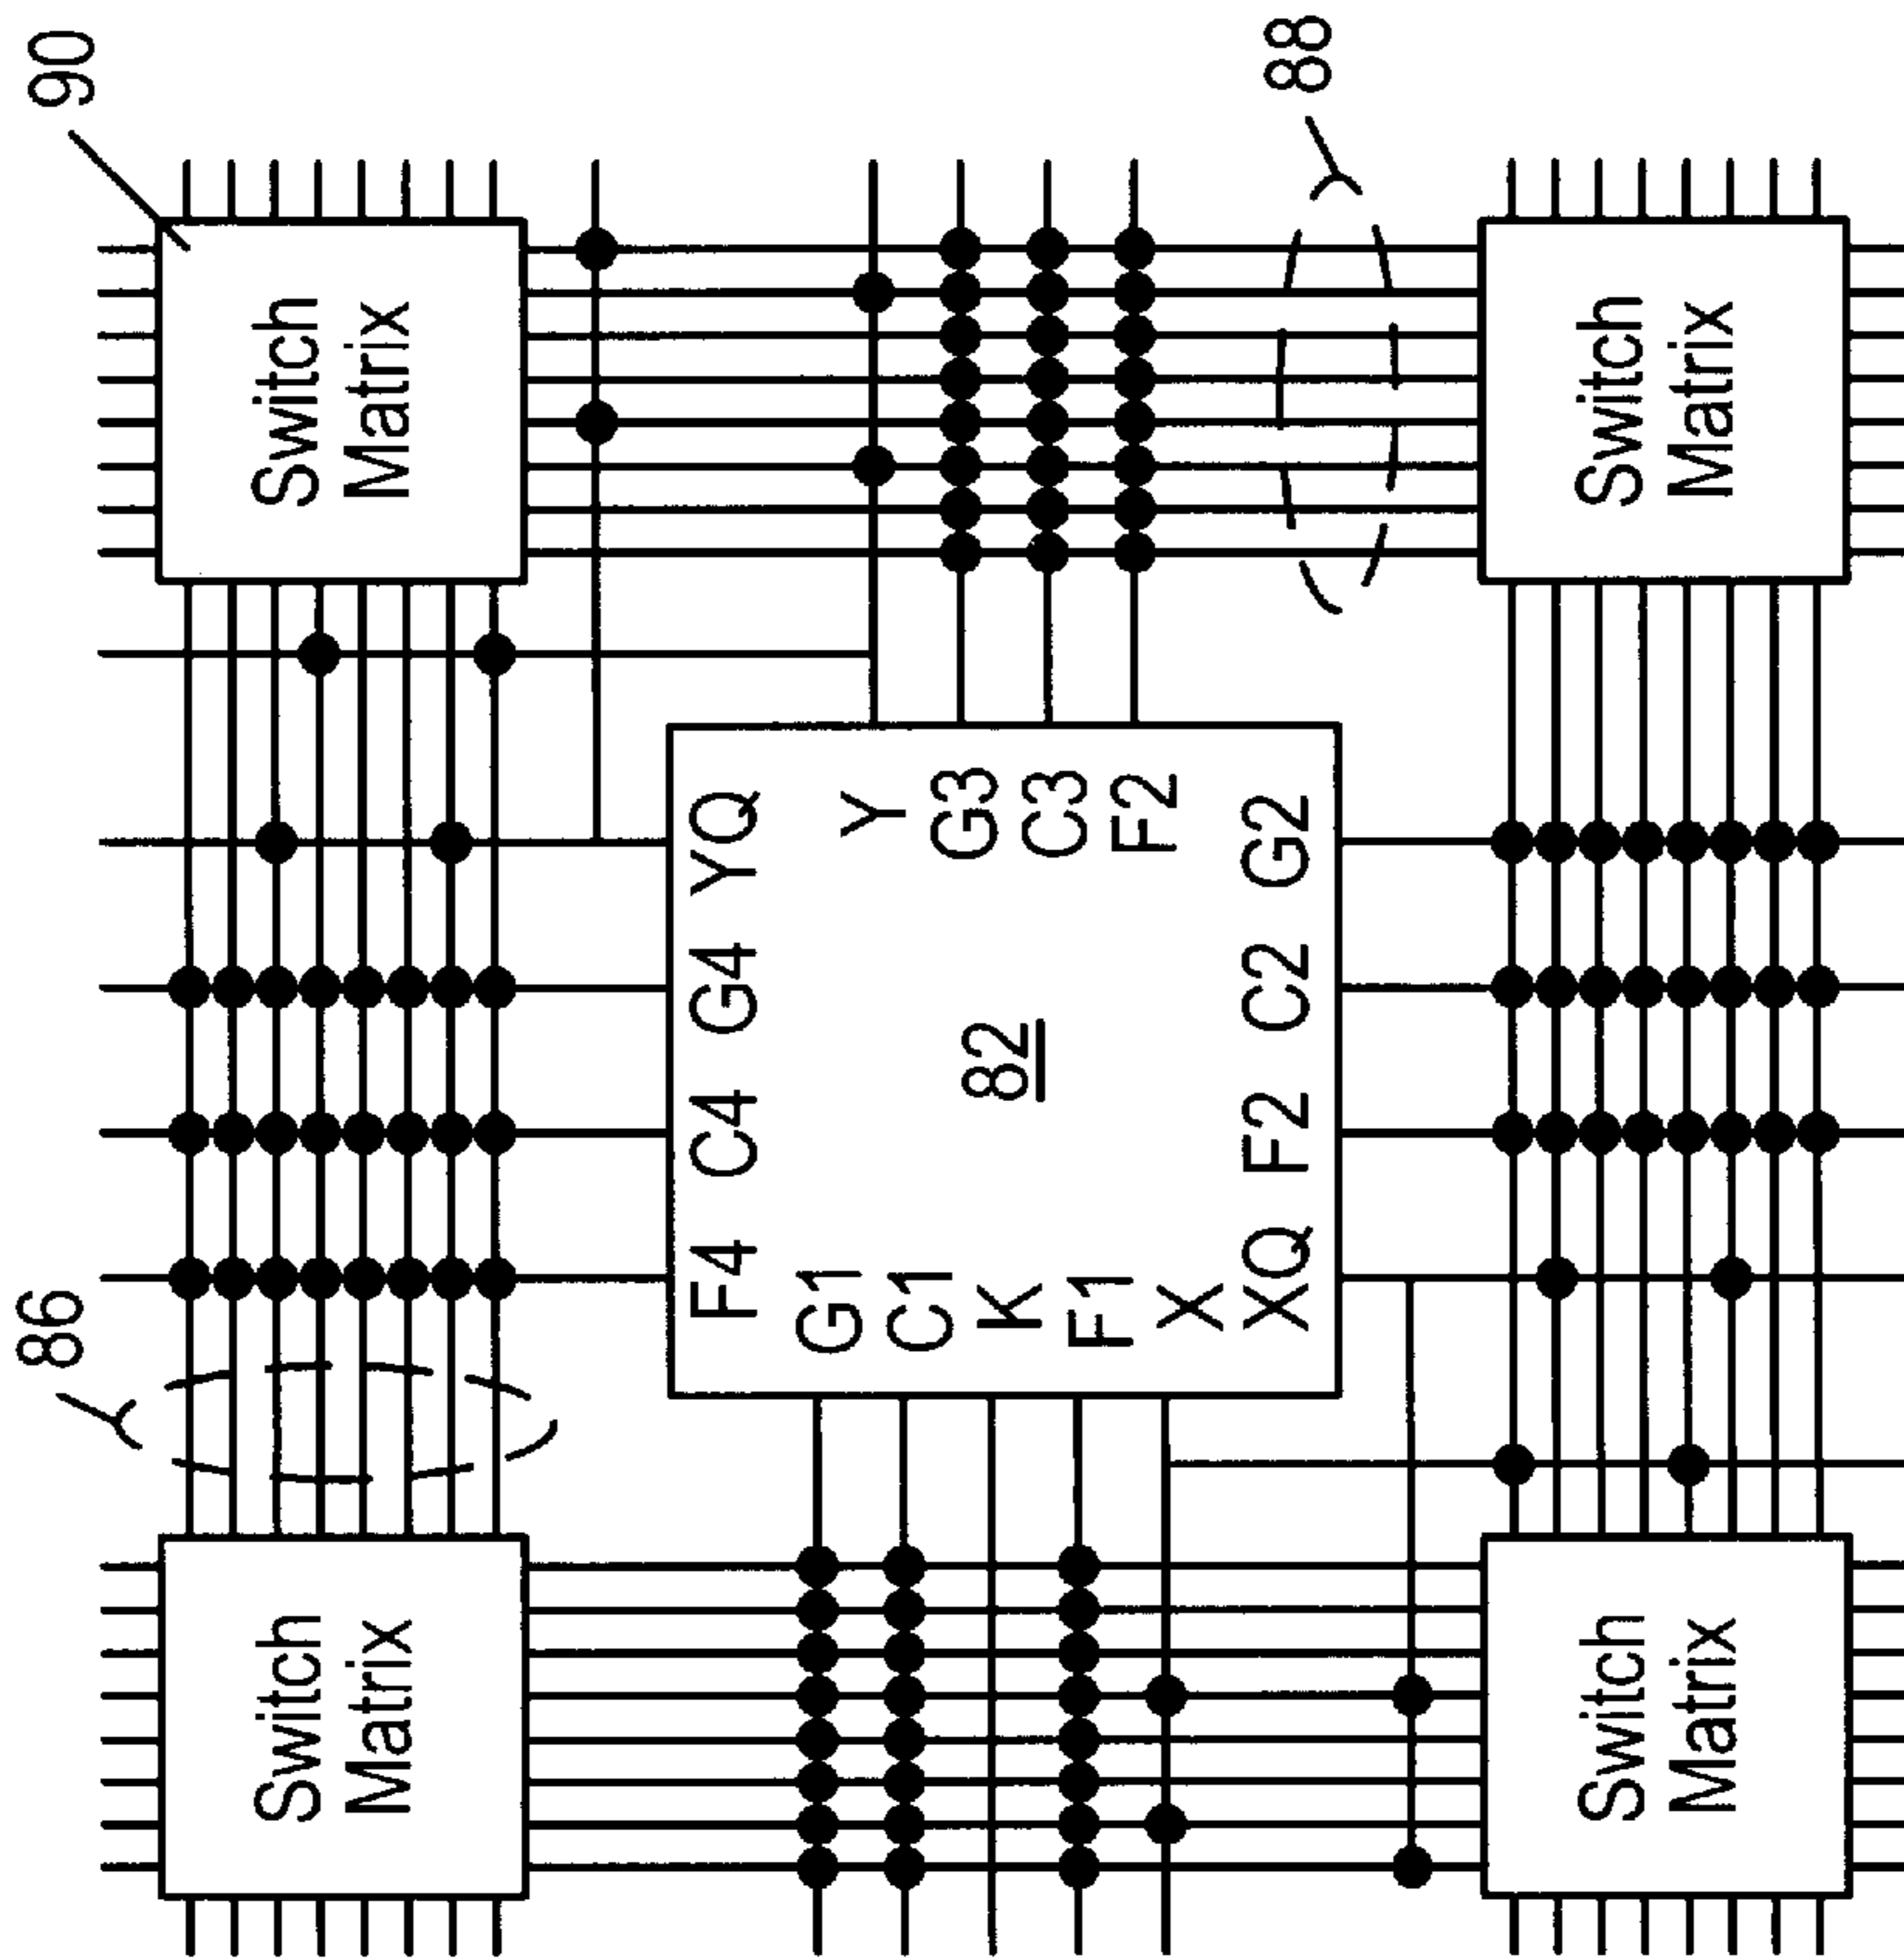 86
90
Switch
Matrix
Switch
Matrix
F4 C4 G4 YQ
G1
Y
C1
G3
82
K
C3
F1
F2
X
XQ F2 C2 G2
88
Switch
Matrix
Switch
Matrix